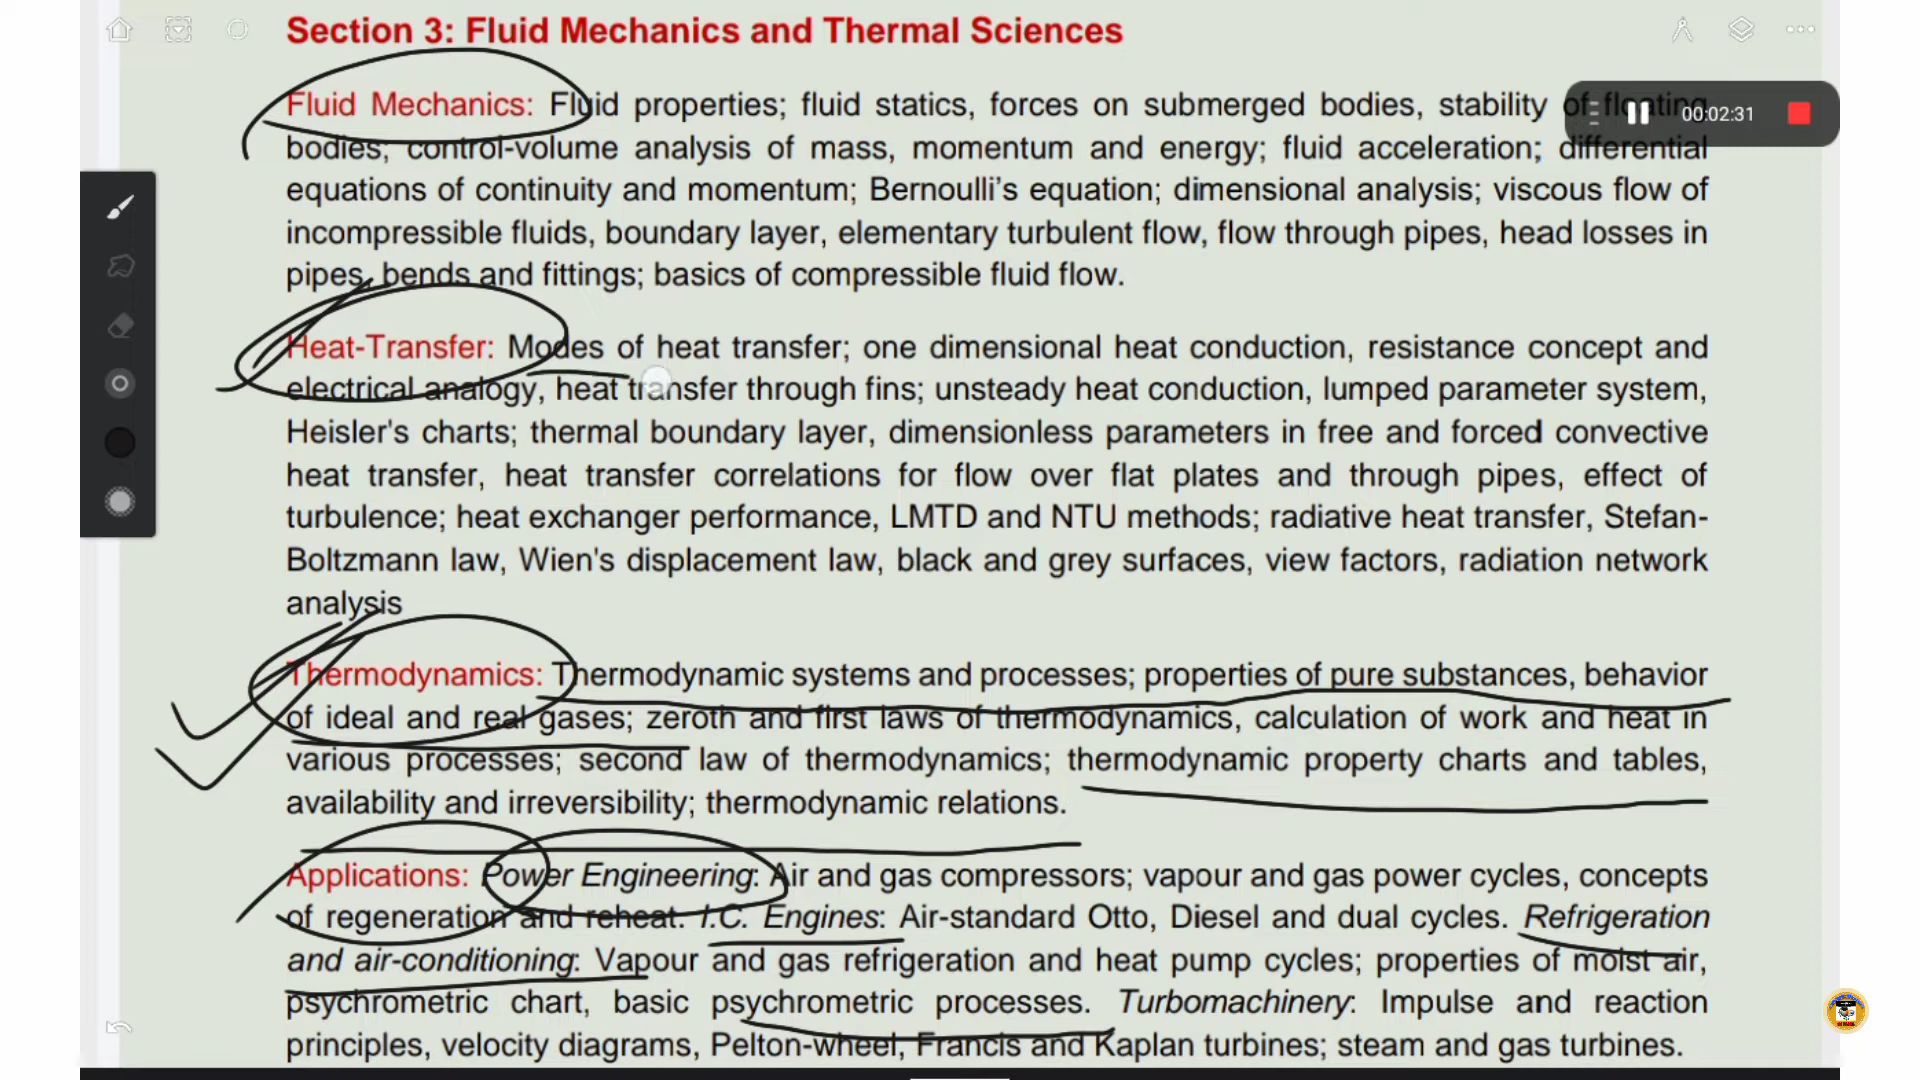 Section 3: Fluid Mechanics and Thermal Sciences
Fluid Mechanics: Fluid properties; fluid statics, forces on submerged bodies, stability of floating
00:02:31
bodies; control-volume analysis of mass, momentum and energy; fluid acceleration; differential
equations of continuity and momentum; Bernoulli's equation; dimensional analysis; viscous flow of
incompressible fluids, boundary layer, elementary turbulent flow, flow through pipes, head losses in
pipes, bends and fittings; basics of compressible fluid flow.
Heat-Transfer: Modes of heat transfer; one dimensional heat conduction, resistance concept and
electrical analogy, heat transfer through fins; unsteady heat conduction, lumped parameter system,
Heisler's charts; thermal boundary layer, dimensionless parameters in free and forced convective
heat transfer, heat transfer correlations for flow over flat plates and through pipes, effect of
turbulence; heat exchanger performance, LMTD and NTU methods; radiative heat transfer, Stefan-
Boltzmann law, Wien's displacement law, black and grey surfaces, view factors, radiation network
analysis
Thermodynamics: Thermodynamic systems and processes; properties of pure substances, behavior
of ideal and real gases; zeroth and first laws of thermodynamics, calculation of work and heat in
various processes; second law of thermodynamics; thermodynamic property charts and tables,
availability and irreversibility; thermodynamic relations.
Applications: Power Engineering: Air and gas compressors; vapour and gas power cycles, concepts
of regeneration and reheat. I.C. Engines: Air-standard Otto, Diesel and dual cycles. Refrigeration
and air-conditioning: Vapour and gas refrigeration and heat pump cycles; properties of moist air,
psychrometric chart, basic psychrometric processes. Turbomachinery: Impulse and reaction
principles, velocity diagrams, Pelton-wheel, Francis and Kaplan turbines; steam and gas turbines.